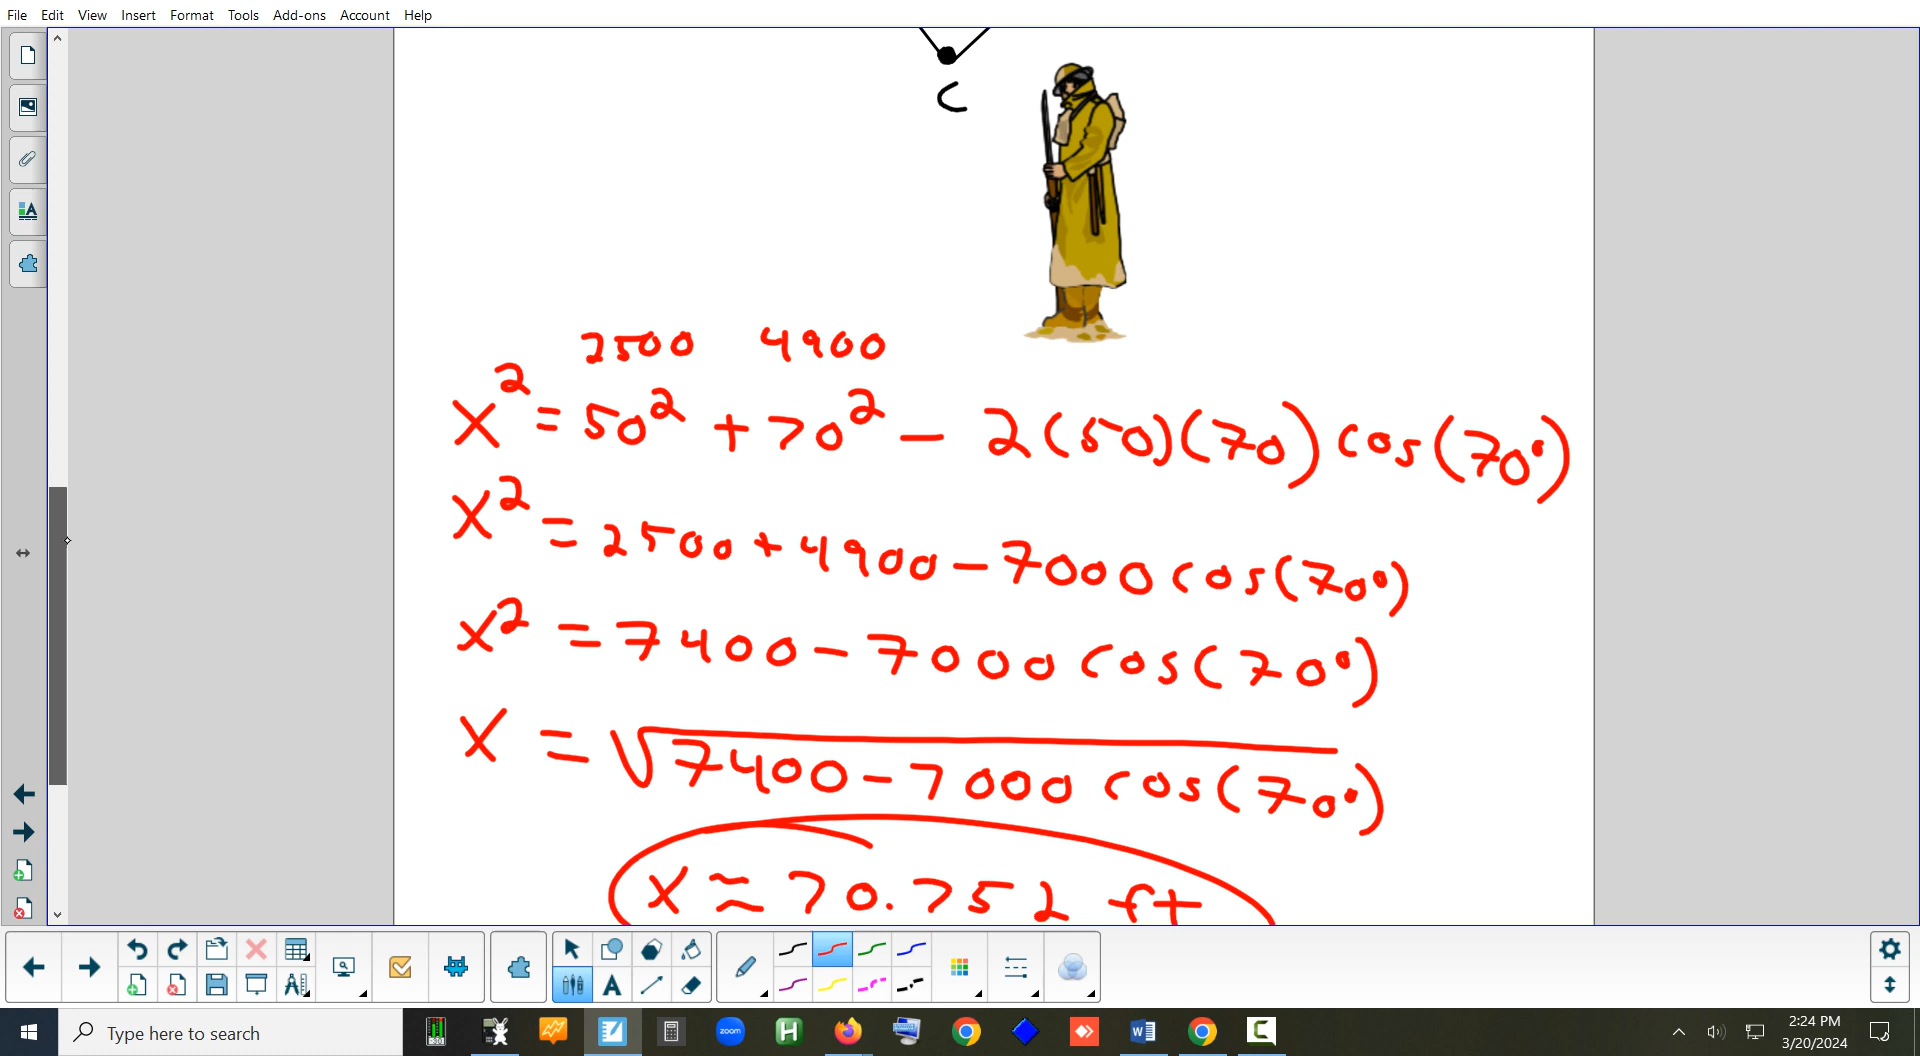 File Edit View Insert Format Tools Add-ons Account Help
C
2500 4900
x² = 50² + 70² - 2(50)(70) cos(70°)
x² = 2500 + 4900 - 7000 cos(70°)
x² = 7400 - 7000 cos(70°)
x = √7400 - 7000 cos(70°)
x ≈ 70.752 ft
Type here to search
zoom
H
W
C
2:24 PM
3/20/2024